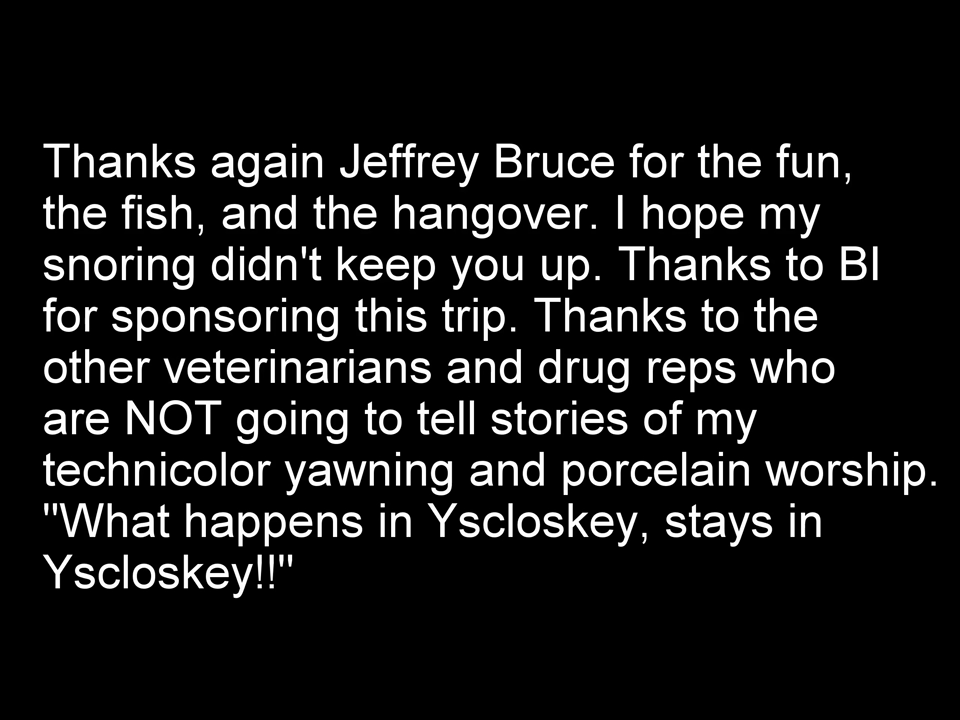 Thanks again Jeffrey Bruce for the fun,
the fish, and the hangover. I hope my
snoring didn't keep you up. Thanks to BI
for sponsoring this trip. Thanks to the
other veterinarians and drug reps who
are NOT going to tell stories of my
technicolor yawning and porcelain worship.
"What happens in Yscloskey, stays in
Yscloskey!!"